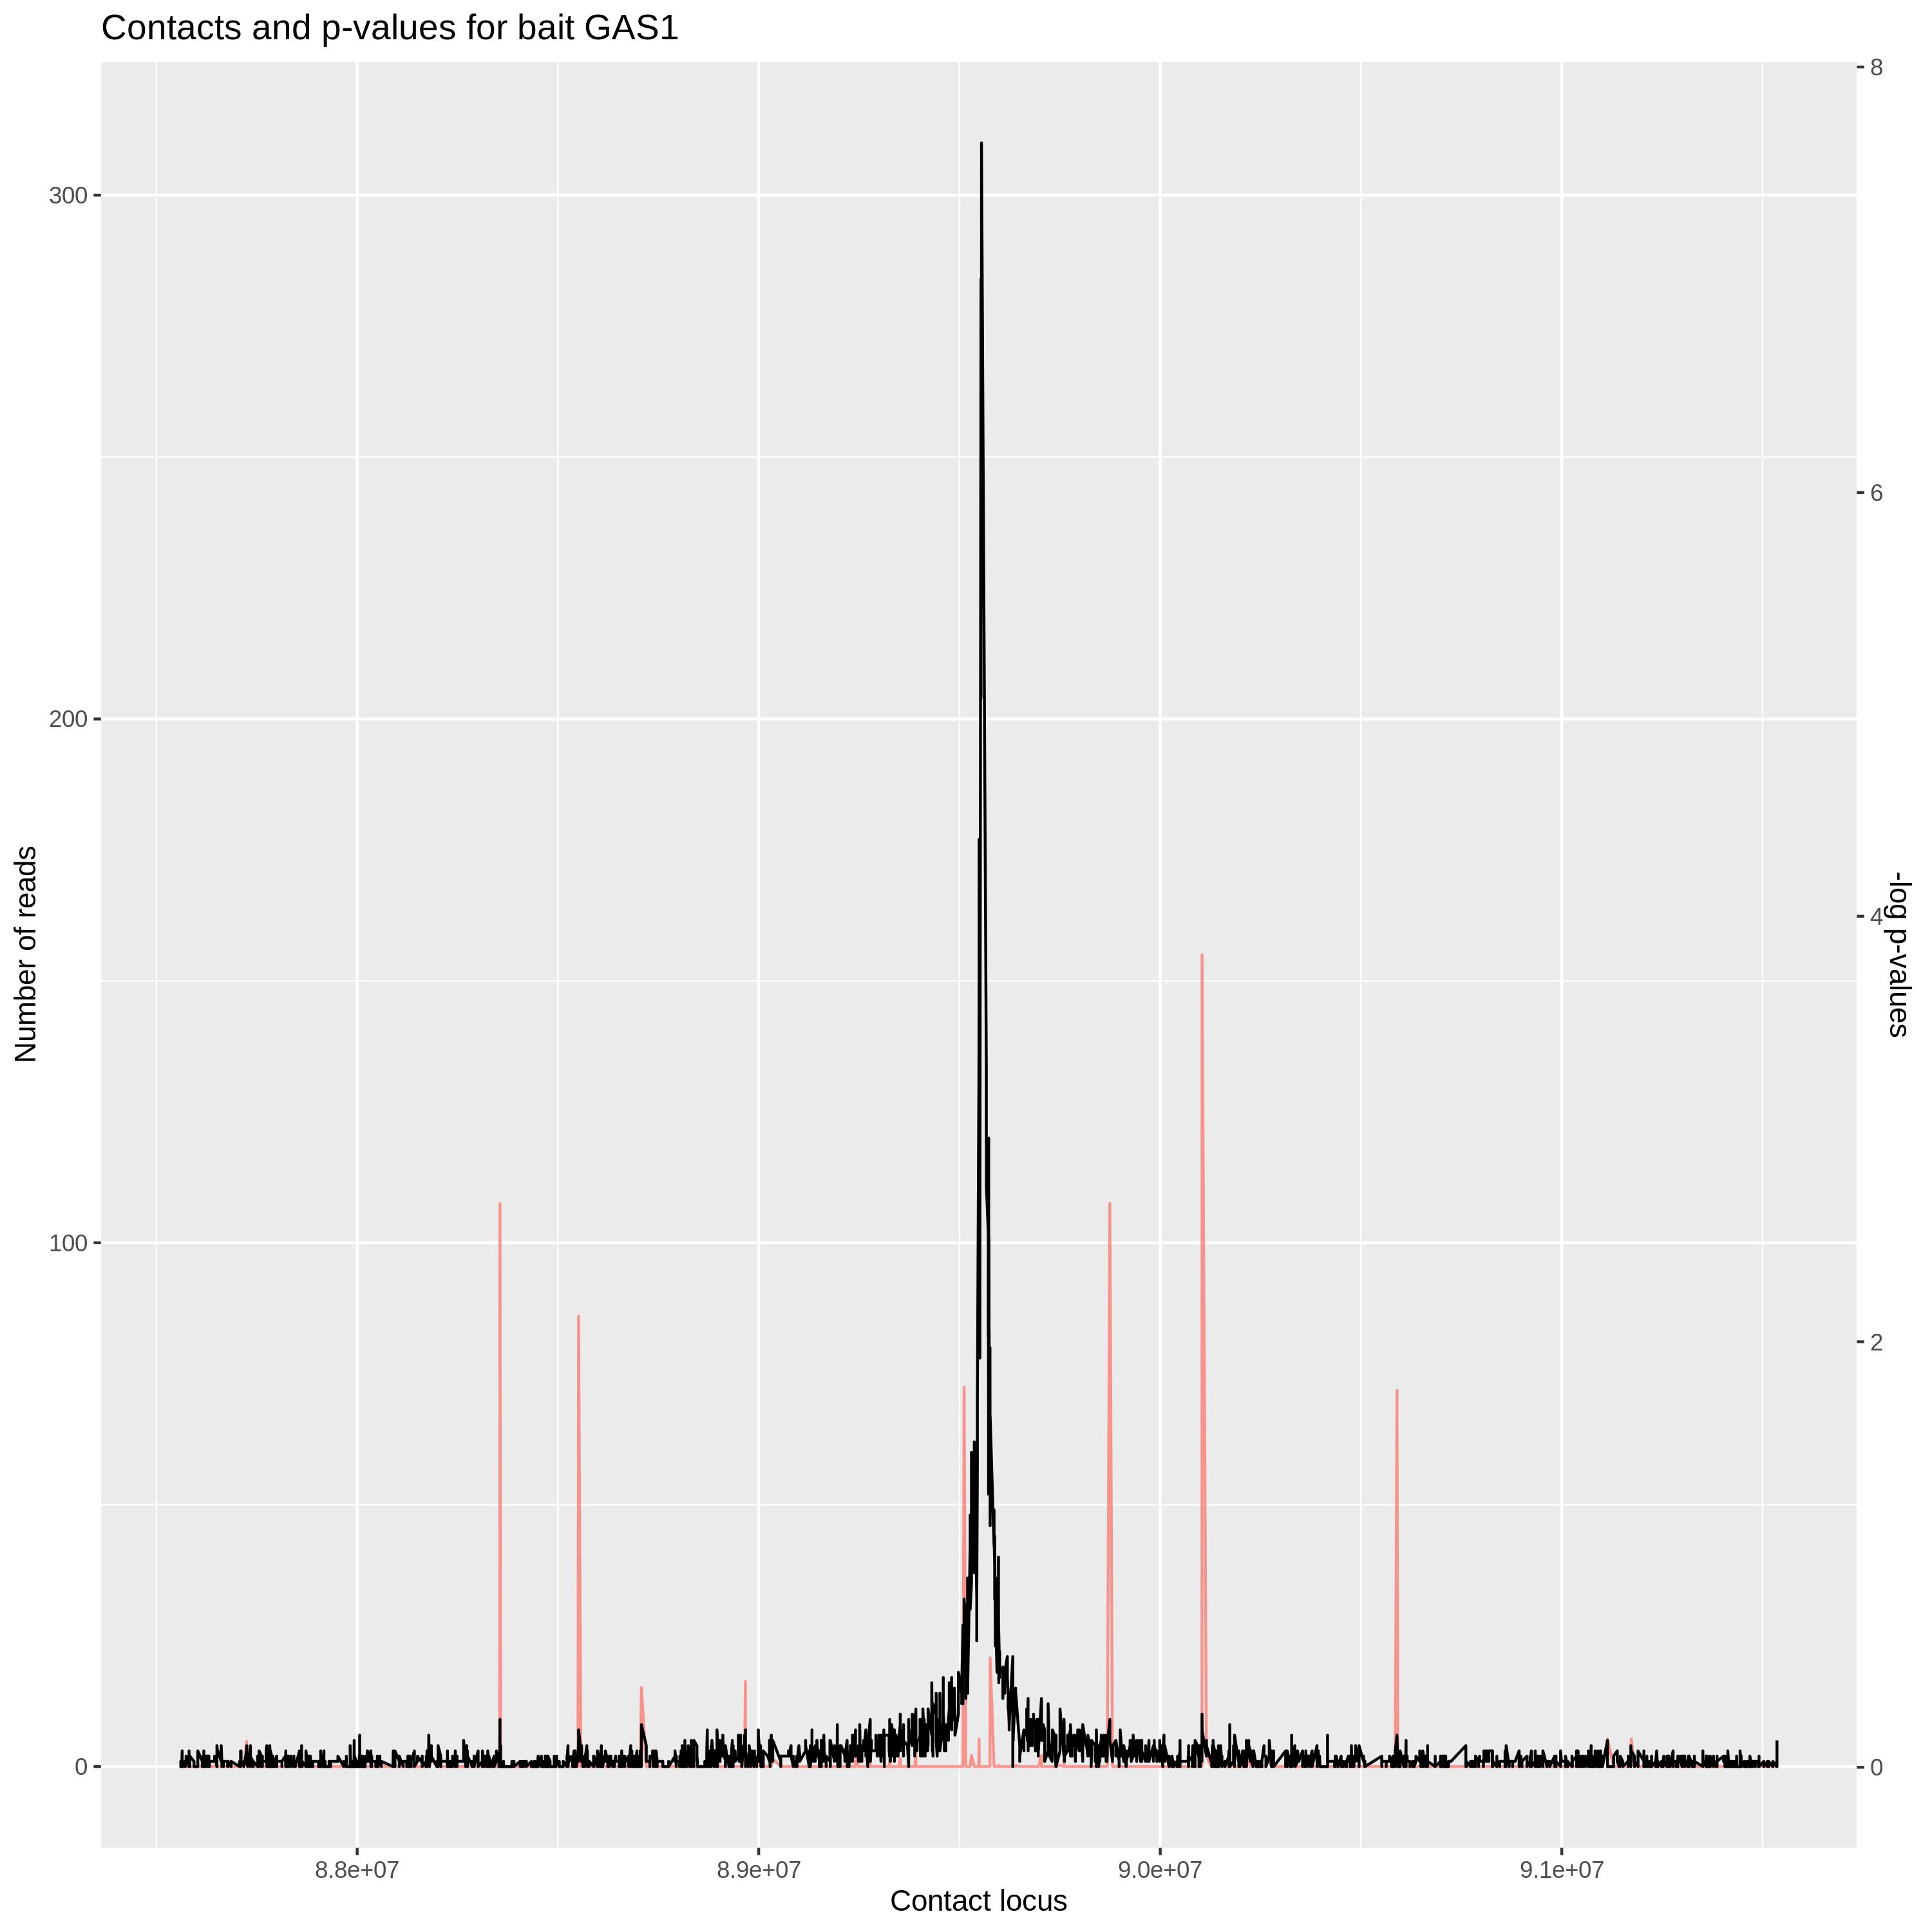 Contacts and p-values for bait GAS1
8
300
6
200
Number of reads
4
-log p-values
100
2
0
0
8.8e+07 8.9e+07 9.0e+07 9.1e+07
Contact locus